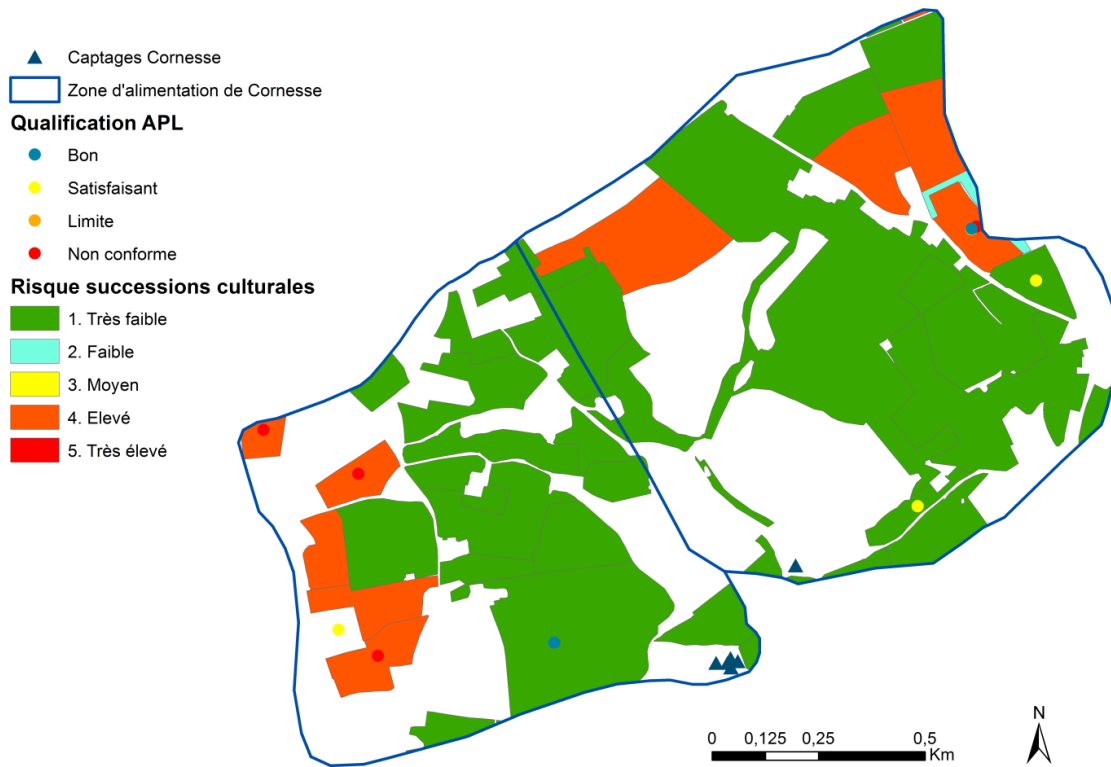 Captages Cornesse
Zone d'alimentation de Cornesse
Qualification APL
Bon
Satisfaisant
Limite
Non conforme
Risque successions culturales
1. Très faible
2. Faible
3. Moyen
4. Elevé
5. Très élevé
N
0 0,125 0,25 0,5
Km